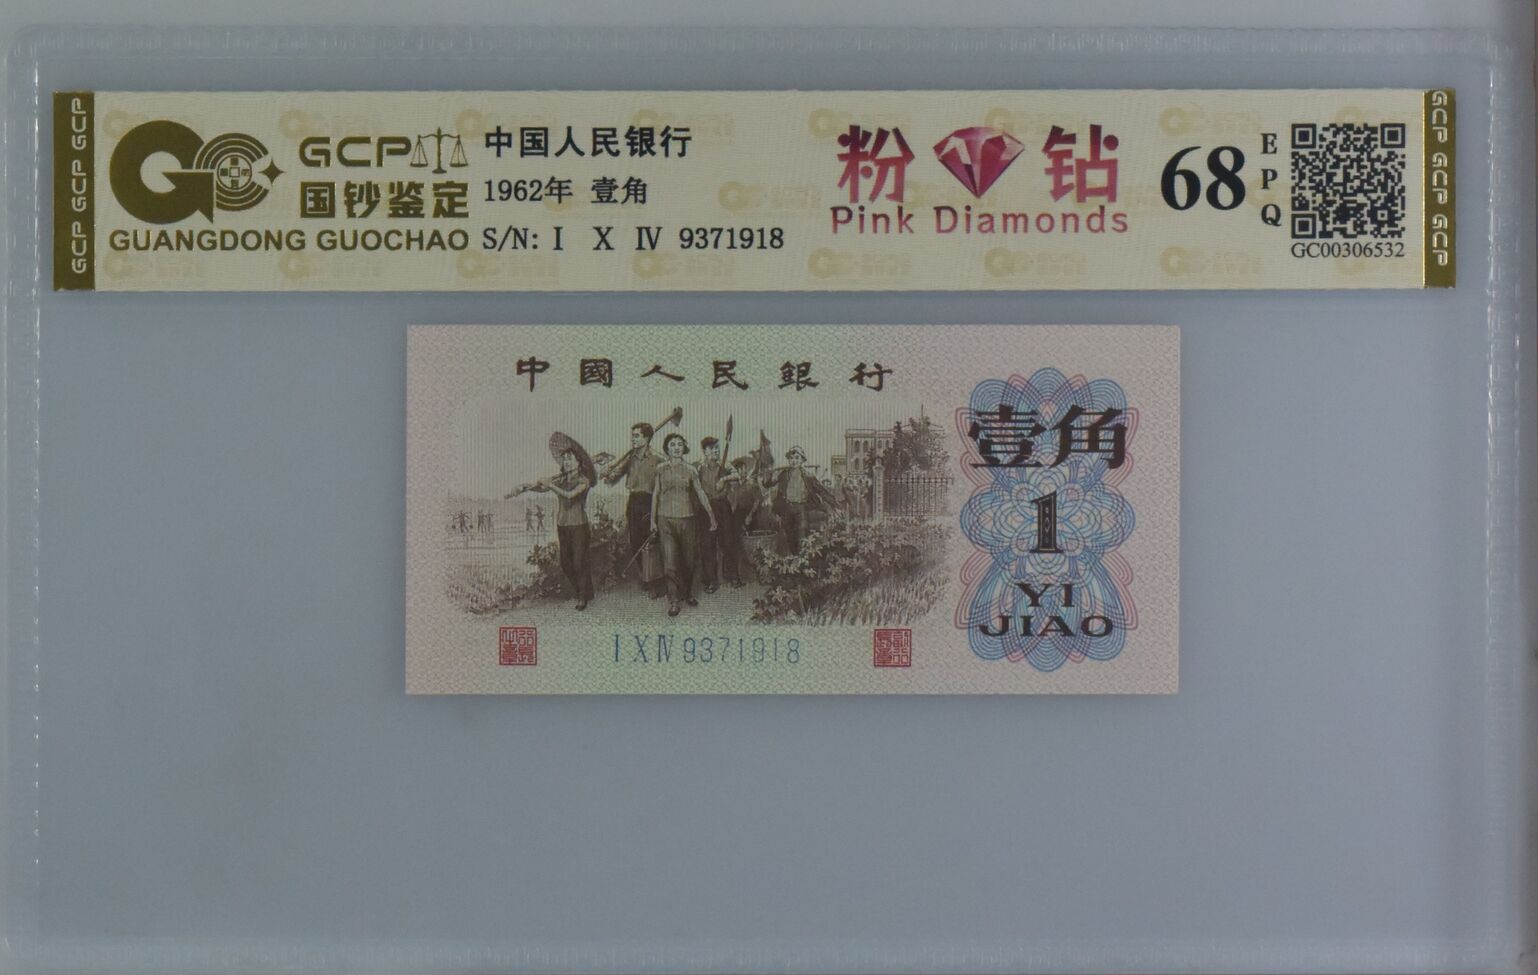 GCP GCP GCP
GCP
国钞鉴定
GUANGDONG GUOCHAO
中国人民银行
1962年 壹角
S/N: I X IV 9371918
粉 钻
Pink Diamonds
68
EPQ
GC00306532
GCP GCP GCP
中國人民銀行
壹角
1
YI
JIAO
I X IV 9371918